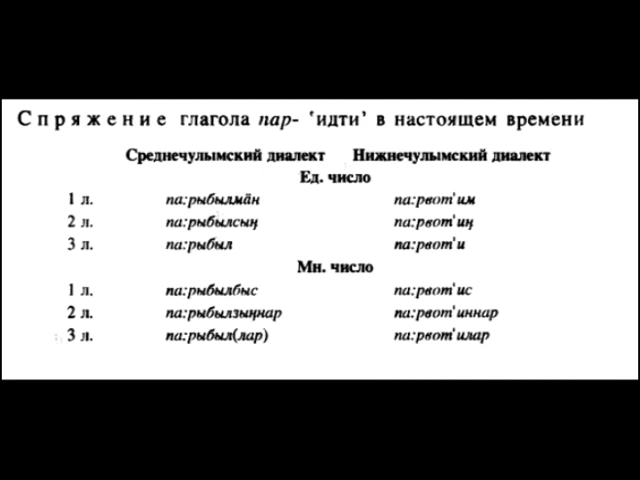 Спряжение глагола пар- ‘идти’ в настоящем времени
Среднечулымский диалект Нижнечулымский диалект
Ед. число
1 л. па:рыбылмӓн па:рвот'им
2 л. па:рыбылсың па:рвот'иң
3 л. па:рыбыл па:рвот'и
Мн. число
1 л. па:рыбылбыс па:рвот'ис
2 л. па:рыбылзыңнар па:рвот'иннар
3 л. па:рыбыл(лар) па:рвот'илар